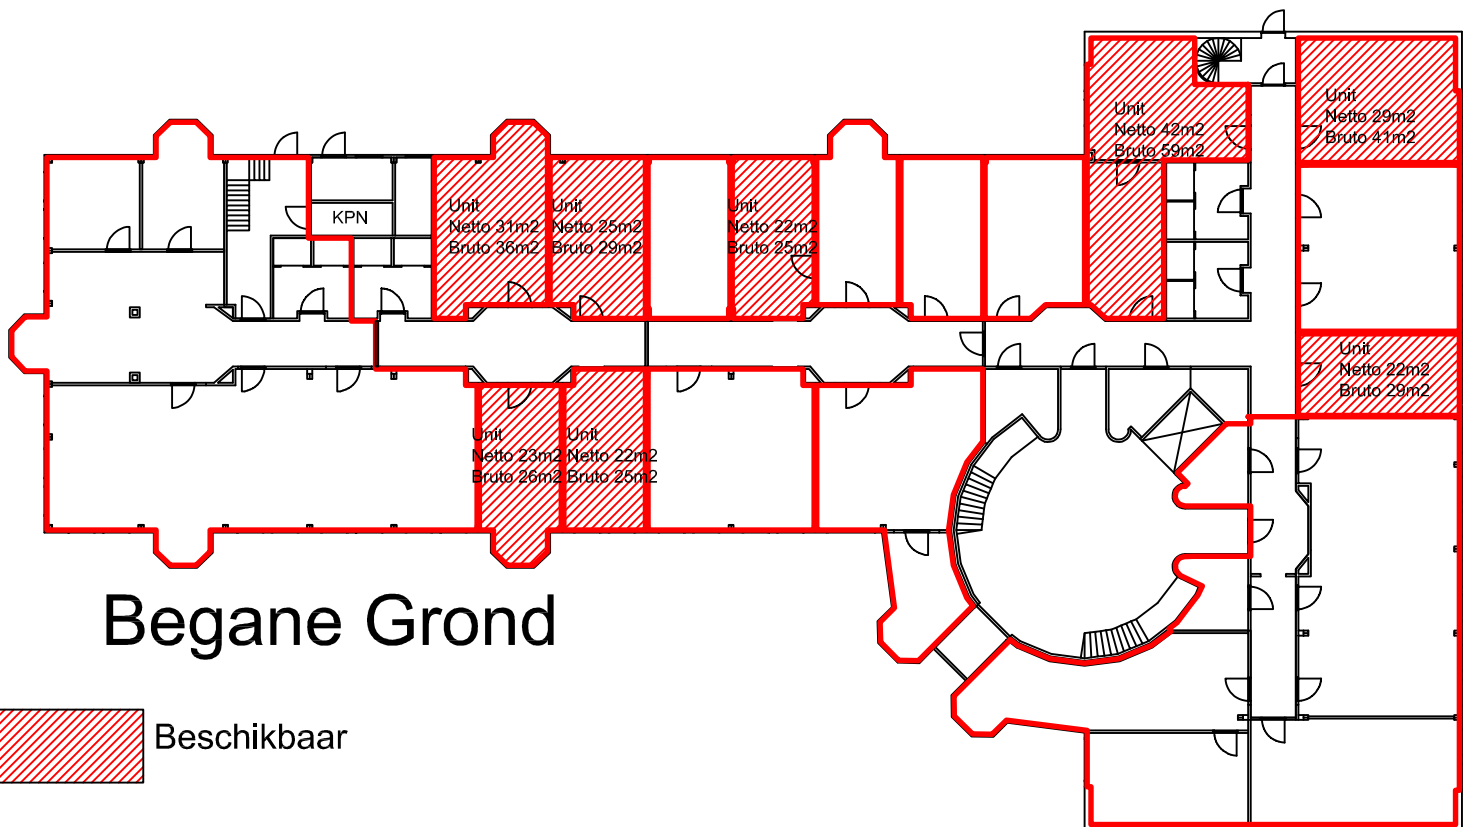 Unit
Netto 42m2
Bruto 59m2
Unit
Netto 29m2
Bruto 41m2
KPN
Unit
Netto 31m2
Bruto 36m2
Unit
Netto 25m2
Bruto 29m2
Unit
Netto 22m2
Bruto 25m2
Unit
Netto 22m2
Bruto 29m2
Unit
Netto 23m2
Bruto 26m2
Unit
Netto 22m2
Bruto 25m2
Begane Grond
Beschikbaar